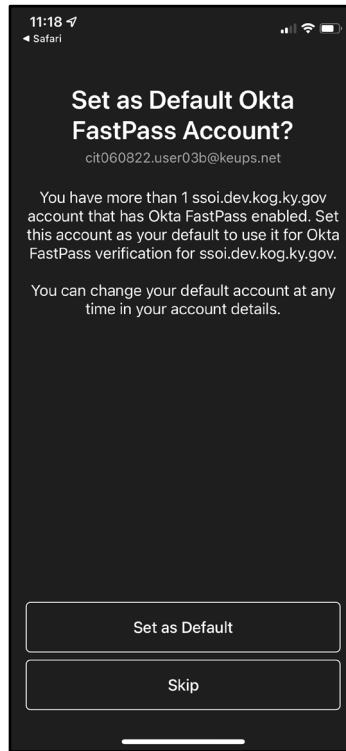 11:18
◀ Safari
Set as Default Okta
FastPass Account?
cit060822.user03b@keups.net
You have more than 1 ssoi.dev.kog.ky.gov
account that has Okta FastPass enabled. Set
this account as your default to use it for Okta
FastPass verification for ssoi.dev.kog.ky.gov.
You can change your default account at any
time in your account details.
Set as Default
Skip